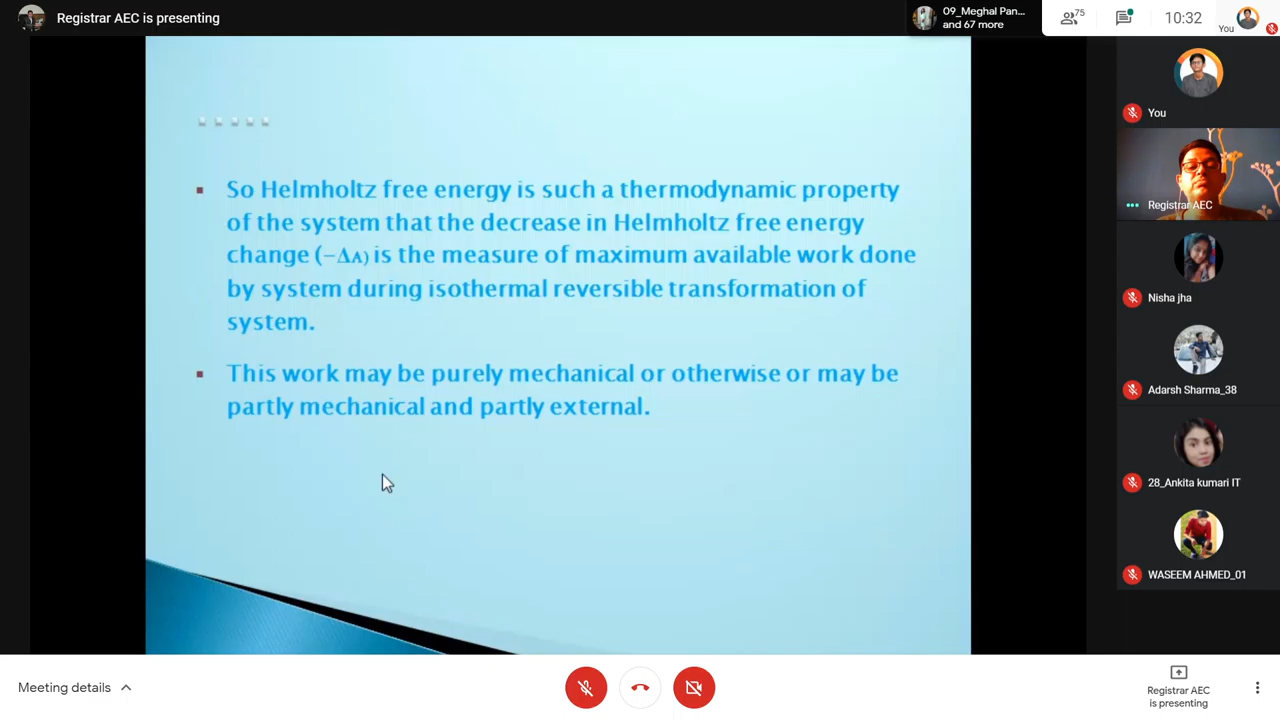 Registrar AEC is presenting
09_Meghal Pan...
and 67 more
75
10:32
You
. . . . .
So Helmholtz free energy is such a thermodynamic property
of the system that the decrease in Helmholtz free energy
change (−ΔA) is the measure of maximum available work done
by system during isothermal reversible transformation of
system.
This work may be purely mechanical or otherwise or may be
partly mechanical and partly external.
You
Registrar AEC
Nisha jha
Adarsh Sharma_38
28_Ankita kumari IT
WASEEM AHMED_01
Meeting details
Registrar AEC
is presenting